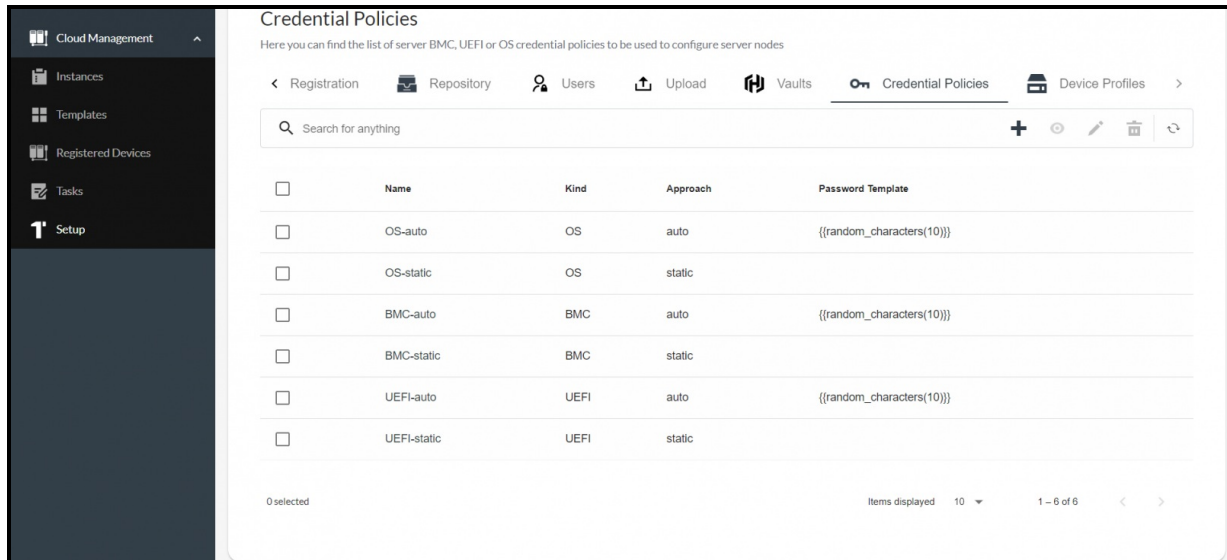 Cloud Management
Instances
Templates
Registered Devices
Tasks
Setup
Credential Policies
Here you can find the list of server BMC, UEFI or OS credential policies to be used to configure server nodes
Registration Repository Users Upload Vaults Credential Policies Device Profiles
Search for anything
Name Kind Approach Password Template
OS-auto OS auto {{random_characters(10)}}
OS-static OS static
BMC-auto BMC auto {{random_characters(10)}}
BMC-static BMC static
UEFI-auto UEFI auto {{random_characters(10)}}
UEFI-static UEFI static
0 selected Items displayed 10 1 – 6 of 6